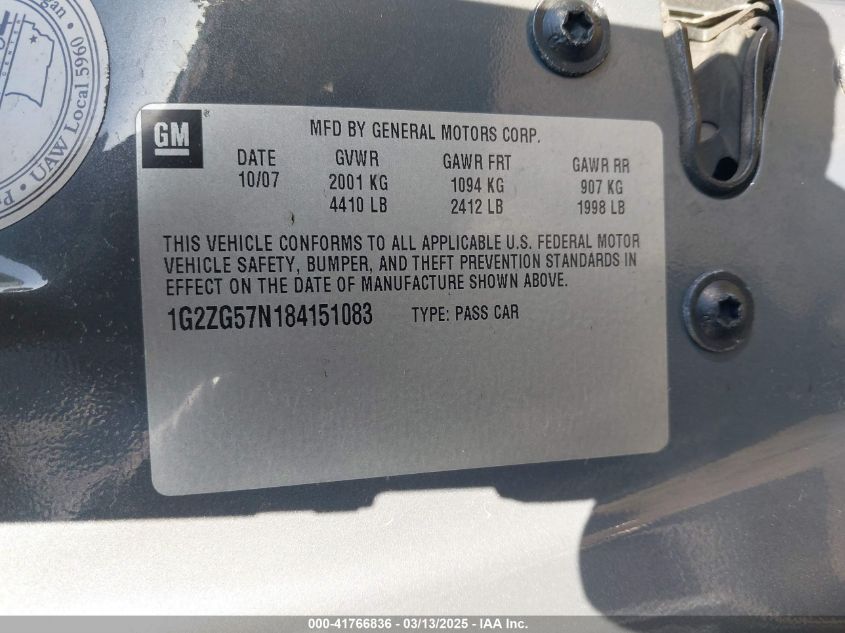 gan • UAW Local 5960 • P
GM
MFD BY GENERAL MOTORS CORP.
DATE GVWR GAWR FRT GAWR RR
10/07 2001 KG 1094 KG 907 KG
4410 LB 2412 LB 1998 LB
THIS VEHICLE CONFORMS TO ALL APPLICABLE U.S. FEDERAL MOTOR
VEHICLE SAFETY, BUMPER, AND THEFT PREVENTION STANDARDS IN
EFFECT ON THE DATE OF MANUFACTURE SHOWN ABOVE.
1G2ZG57N184151083 TYPE: PASS CAR
000-41766836 - 03/13/2025 - IAA Inc.